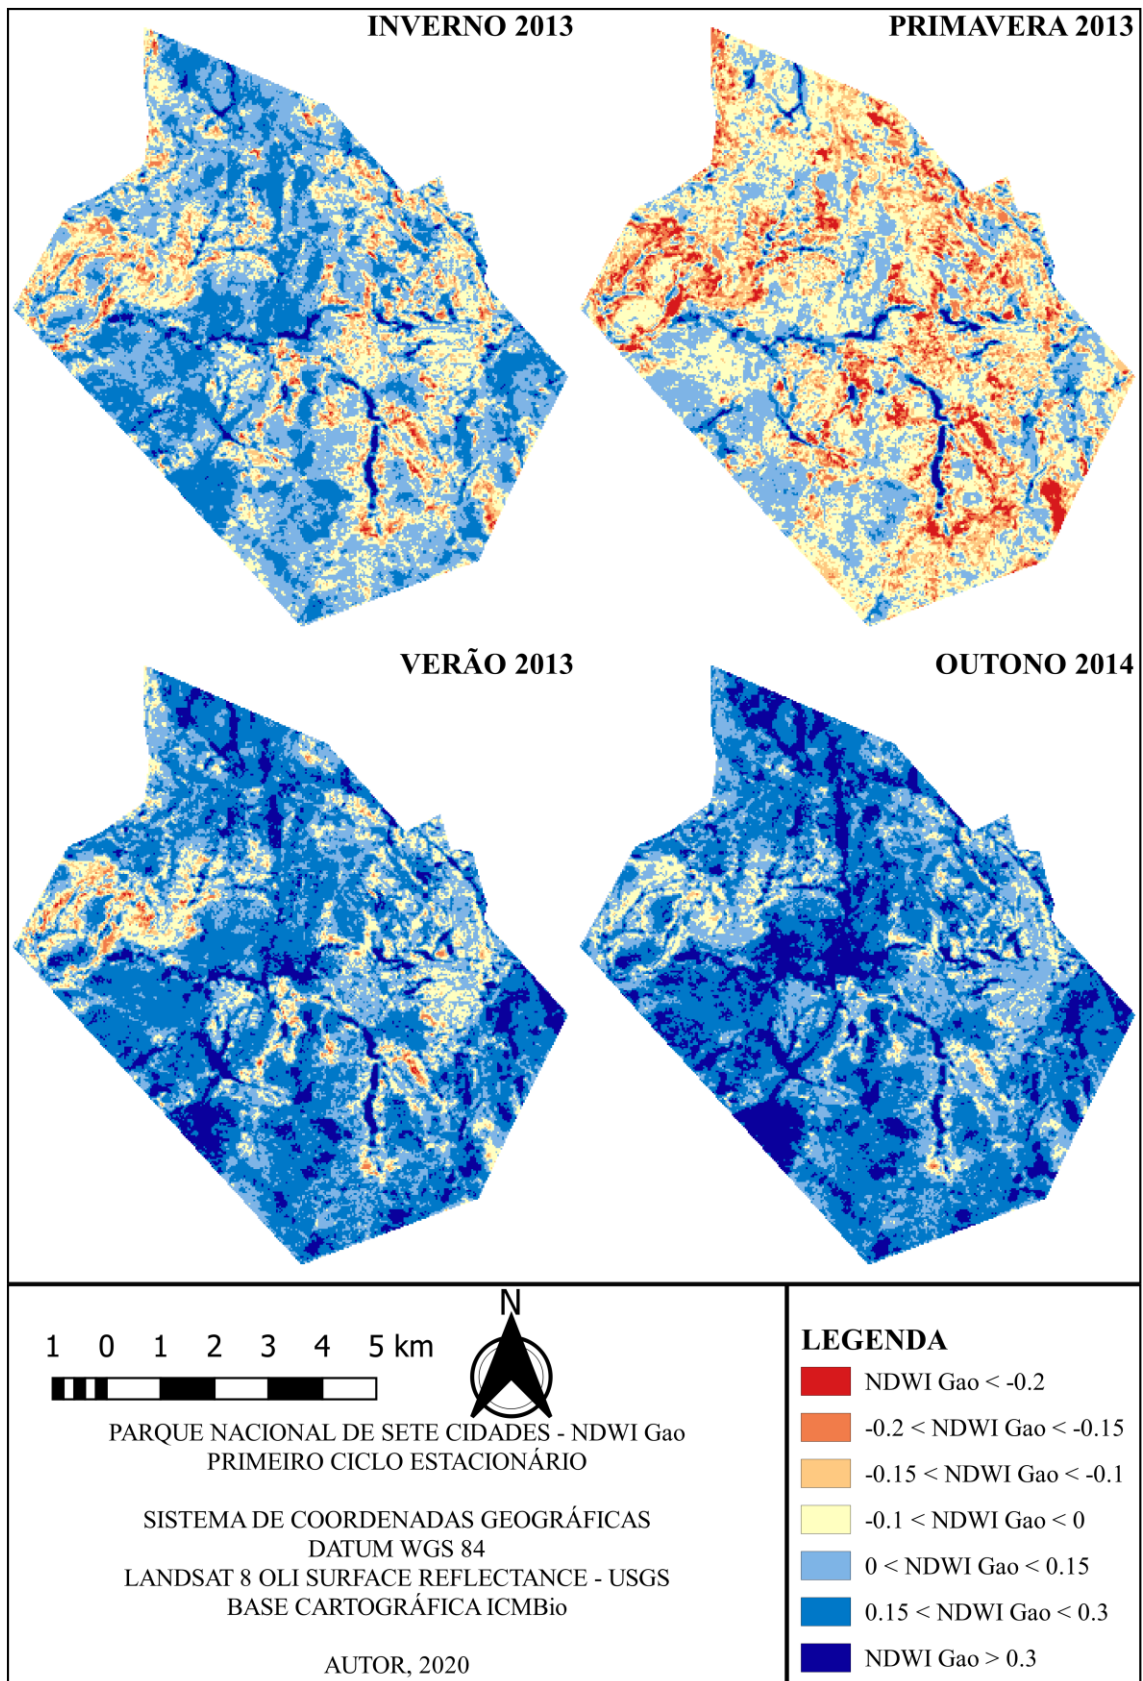 INVERNO 2013
PRIMAVERA 2013
VERÃO 2013
OUTONO 2014
N
1 0 1 2 3 4 5 km
PARQUE NACIONAL DE SETE CIDADES - NDWI Gao
PRIMEIRO CICLO ESTACIONÁRIO
SISTEMA DE COORDENADAS GEOGRÁFICAS
DATUM WGS 84
LANDSAT 8 OLI SURFACE REFLECTANCE - USGS
BASE CARTOGRÁFICA ICMBio
AUTOR, 2020
LEGENDA
NDWI Gao < -0.2
-0.2 < NDWI Gao < -0.15
-0.15 < NDWI Gao < -0.1
-0.1 < NDWI Gao < 0
0 < NDWI Gao < 0.15
0.15 < NDWI Gao < 0.3
NDWI Gao > 0.3